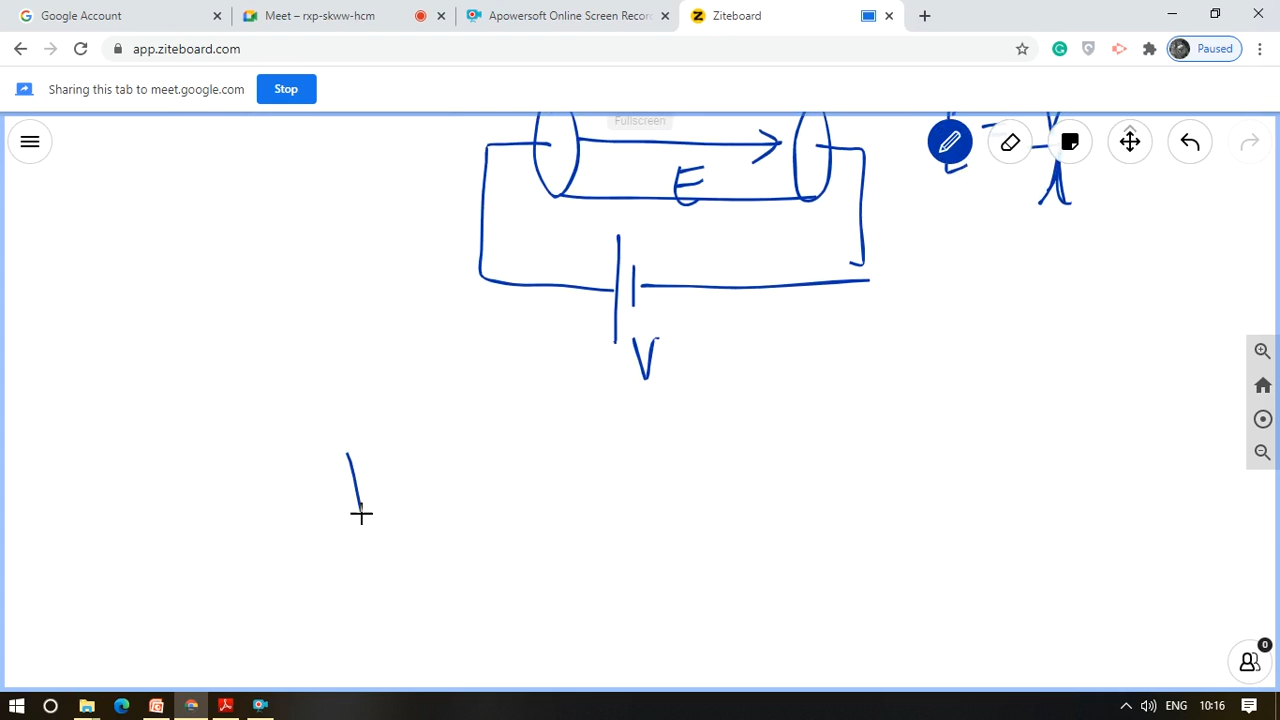 Google Account
Meet – rxp-skww-hcm
Apowersoft Online Screen Record
Ziteboard
app.ziteboard.com
Paused
Sharing this tab to meet.google.com
Stop
Fullscreen
E
l
V
0
ENG
10:16